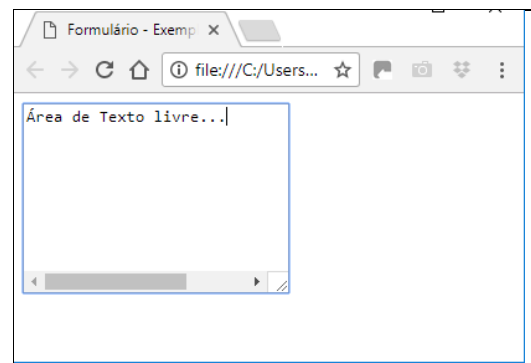 Formulário - Exemp
file:///C:/Users...
Área de Texto livre...